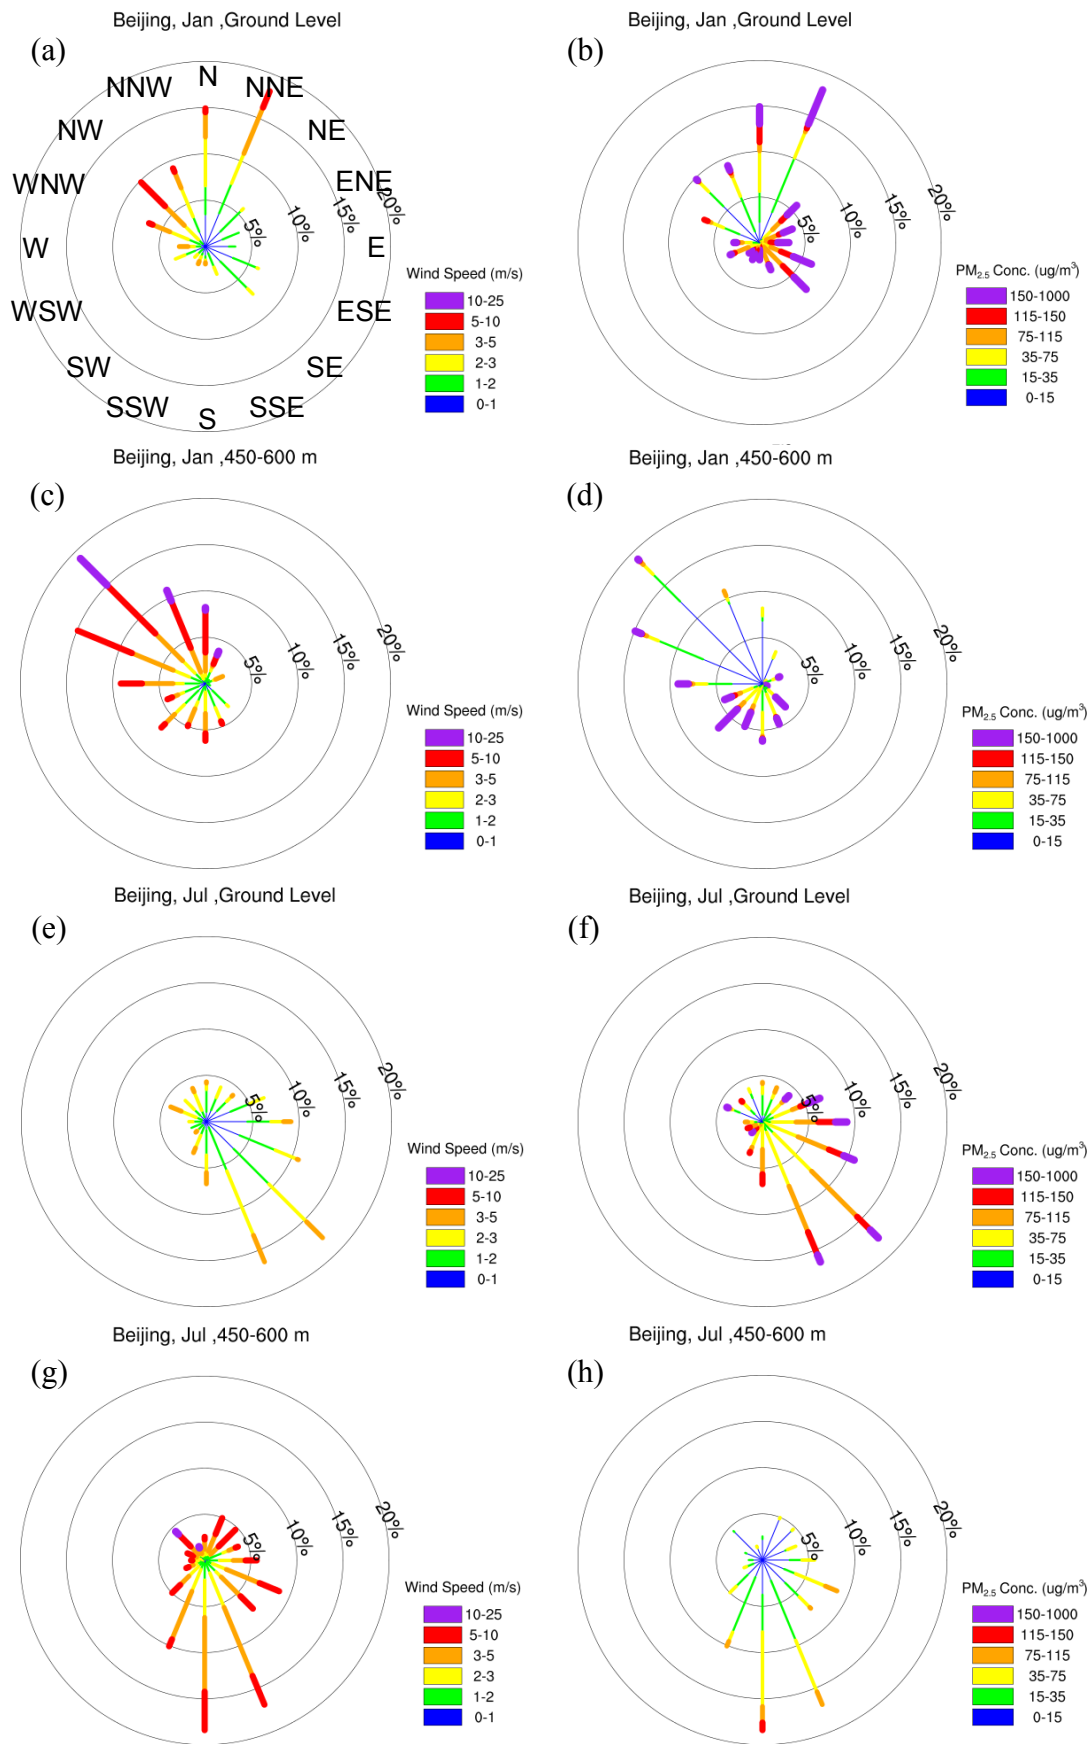 Beijing, Jan ,Ground Level
Beijing, Jan ,Ground Level
(a)
(b)
N
NNW
NNE
NW
NE
WNW
ENE
20%
15%
10%
5%
W
E
WSW
ESE
SW
SE
SSW
SSE
S
Wind Speed (m/s)
10-25
5-10
3-5
2-3
1-2
0-1
20%
15%
10%
5%
PM2.5 Conc. (ug/m³)
150-1000
115-150
75-115
35-75
15-35
0-15
Beijing, Jan ,450-600 m
Beijing, Jan ,450-600 m
(c)
(d)
20%
15%
10%
5%
Wind Speed (m/s)
10-25
5-10
3-5
2-3
1-2
0-1
20%
15%
10%
5%
PM2.5 Conc. (ug/m³)
150-1000
115-150
75-115
35-75
15-35
0-15
Beijing, Jul ,Ground Level
Beijing, Jul ,Ground Level
(e)
(f)
20%
15%
10%
5%
Wind Speed (m/s)
10-25
5-10
3-5
2-3
1-2
0-1
20%
15%
10%
5%
PM2.5 Conc. (ug/m³)
150-1000
115-150
75-115
35-75
15-35
0-15
Beijing, Jul ,450-600 m
Beijing, Jul ,450-600 m
(g)
(h)
20%
15%
10%
5%
Wind Speed (m/s)
10-25
5-10
3-5
2-3
1-2
0-1
20%
15%
10%
5%
PM2.5 Conc. (ug/m³)
150-1000
115-150
75-115
35-75
15-35
0-15